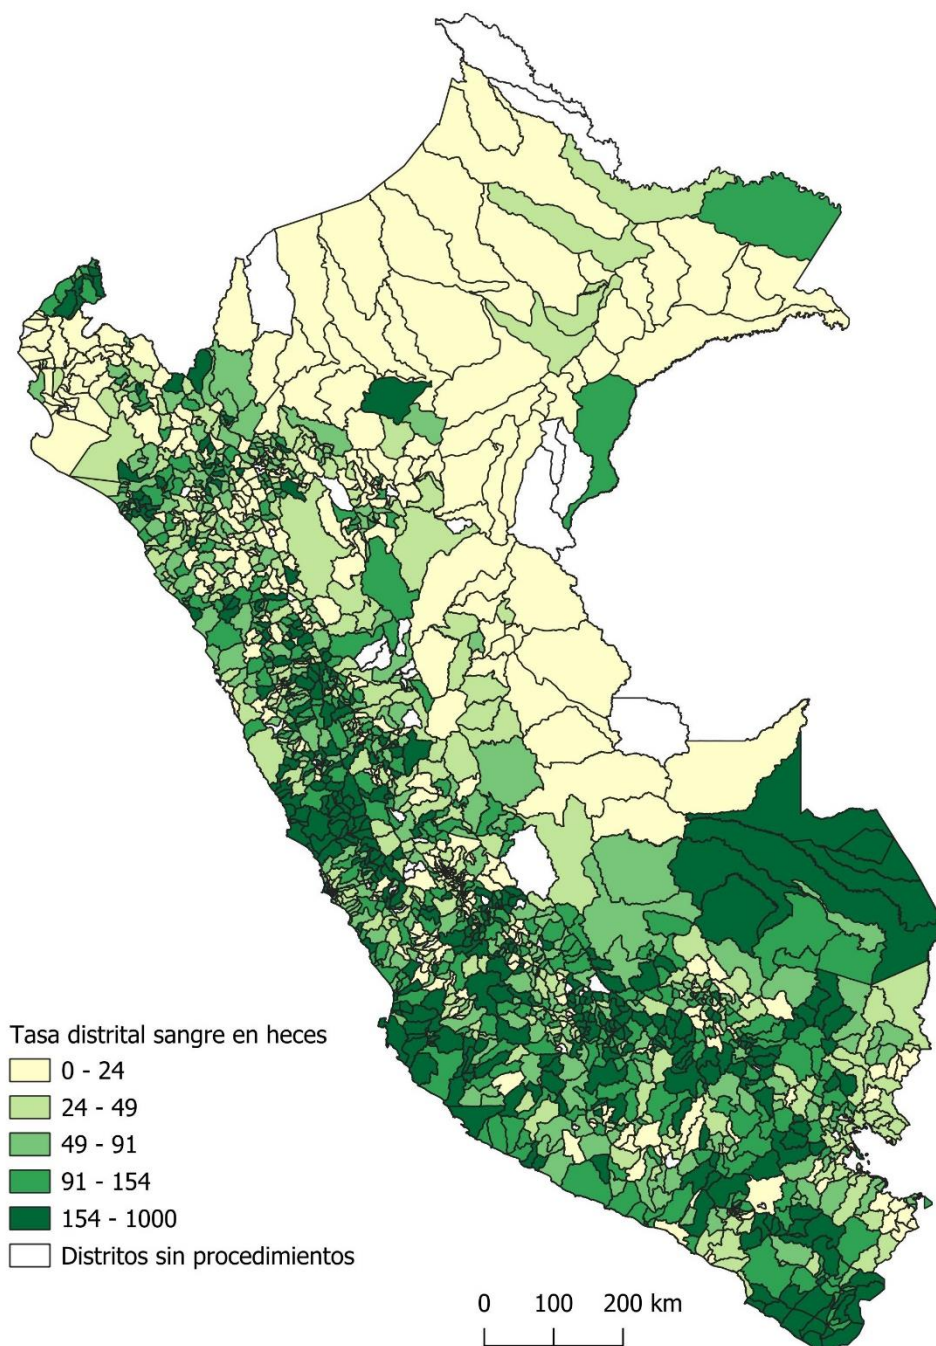 Tasa distrital sangre en heces
0 - 24
24 - 49
49 - 91
91 - 154
154 - 1000
Distritos sin procedimientos
0 100 200 km